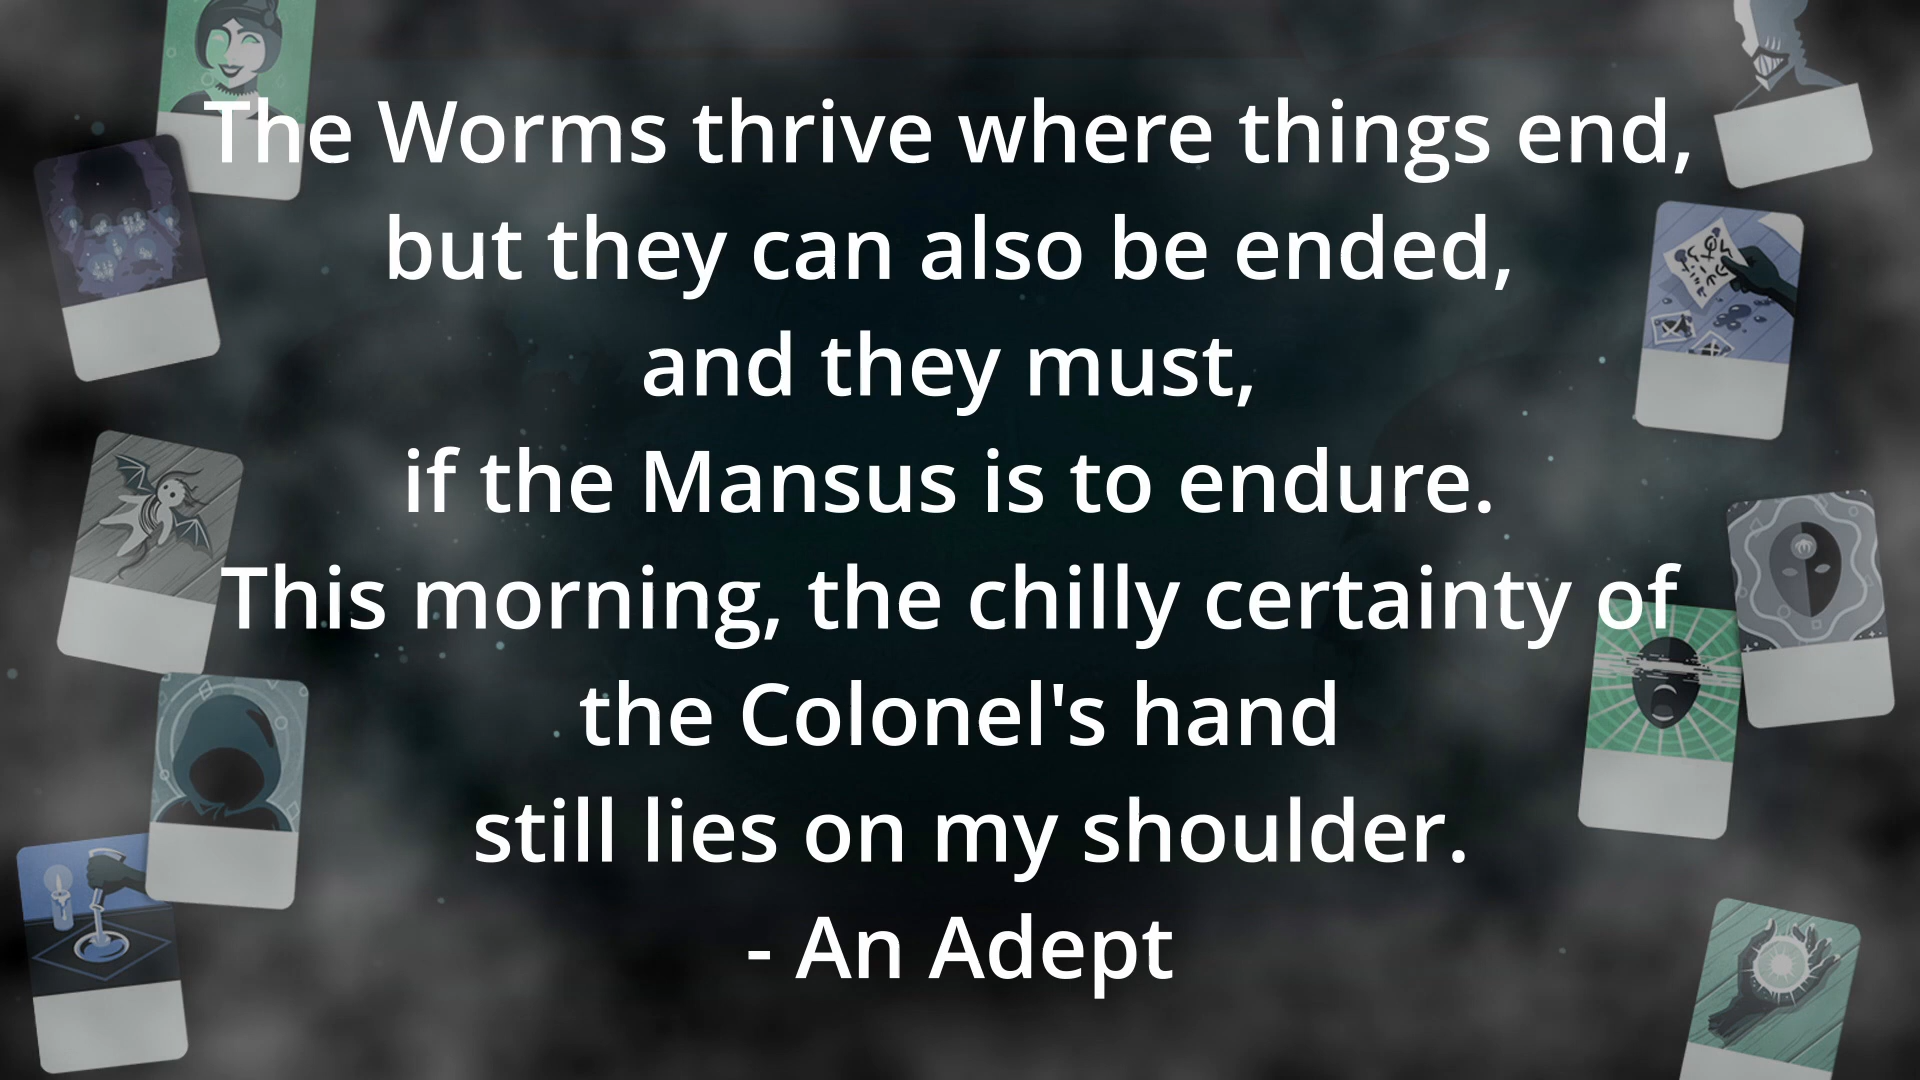 The Worms thrive where things end,
but they can also be ended,
and they must,
if the Mansus is to endure.
This morning, the chilly certainty of
the Colonel's hand
still lies on my shoulder.
- An Adept